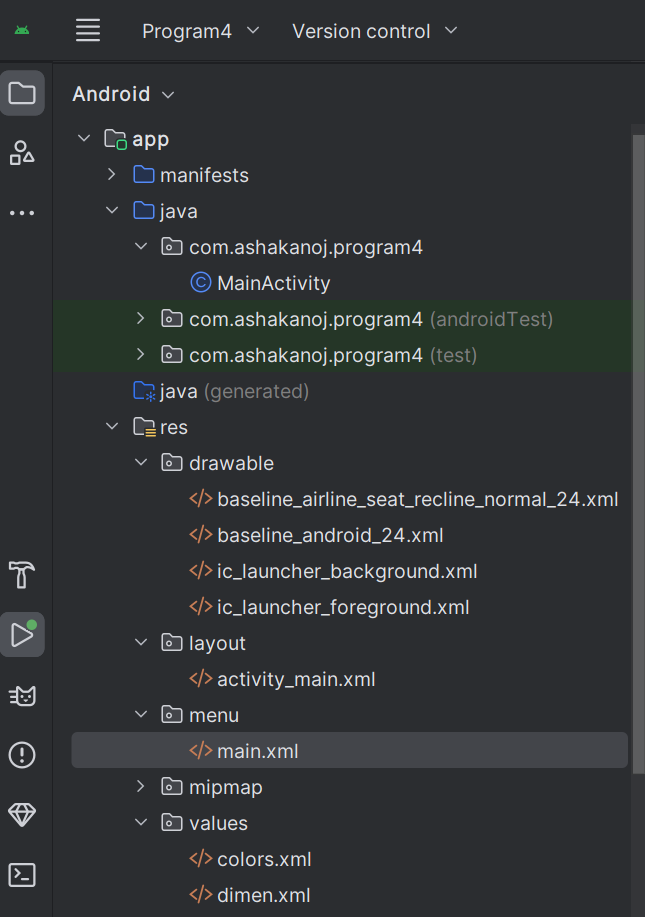 Program4 Version control
Android
app
manifests
java
com.ashakanoj.program4
MainActivity
com.ashakanoj.program4 (androidTest)
com.ashakanoj.program4 (test)
java (generated)
res
drawable
baseline_airline_seat_recline_normal_24.xml
baseline_android_24.xml
ic_launcher_background.xml
ic_launcher_foreground.xml
layout
activity_main.xml
menu
main.xml
mipmap
values
colors.xml
dimen.xml